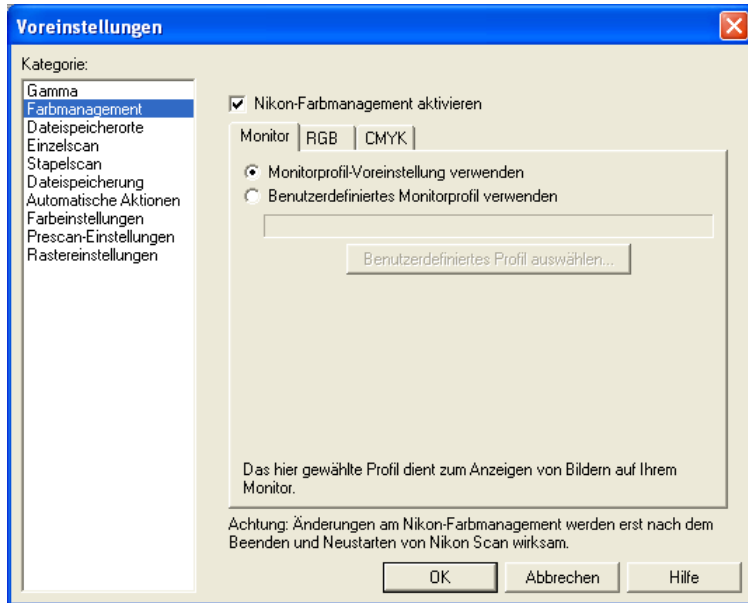 Voreinstellungen
Kategorie:
Gamma
Farbmanagement
Dateispeicherorte
Einzelscan
Stapelscan
Dateispeicherung
Automatische Aktionen
Farbeinstellungen
Prescan-Einstellungen
Rastereinstellungen
Nikon-Farbmanagement aktivieren
Monitor RGB CMYK
Monitorprofil-Voreinstellung verwenden
Benutzerdefiniertes Monitorprofil verwenden
Benutzerdefiniertes Profil auswählen...
Das hier gewählte Profil dient zum Anzeigen von Bildern auf Ihrem
Monitor.
Achtung: Änderungen am Nikon-Farbmanagement werden erst nach dem
Beenden und Neustarten von Nikon Scan wirksam.
OK Abbrechen Hilfe